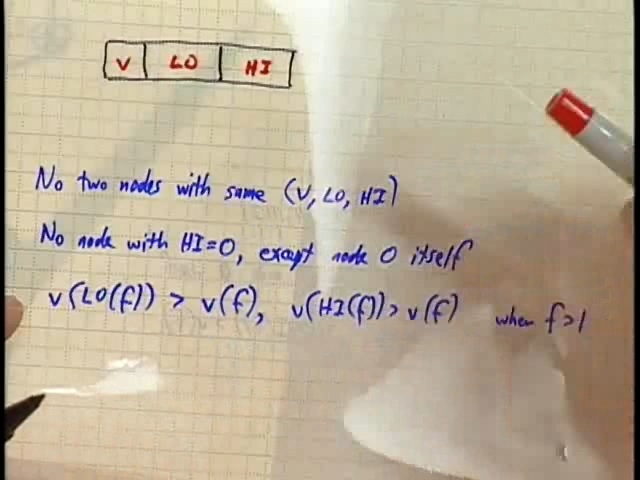 V LO HI
No two nodes with same (V, LO, HI)
No node with HI=0, except node 0 itself
v(LO(f)) > v(f), v(HI(f)) > v(f) when f>1